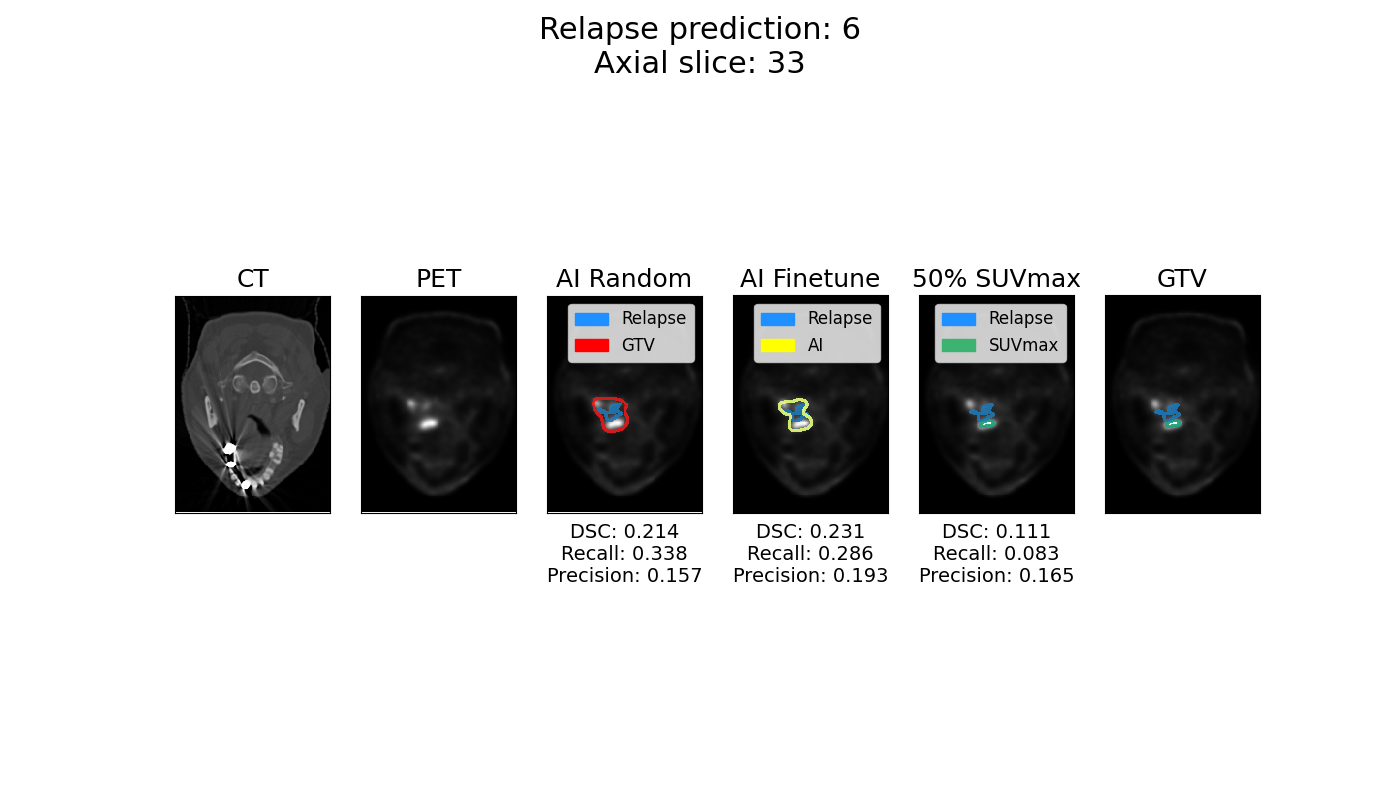 Relapse prediction: 6
Axial slice: 33
CT
PET
AI Random
AI Finetune
50% SUVmax
GTV
Relapse
GTV
Relapse
AI
Relapse
SUVmax
DSC: 0.214
Recall: 0.338
Precision: 0.157
DSC: 0.231
Recall: 0.286
Precision: 0.193
DSC: 0.111
Recall: 0.083
Precision: 0.165